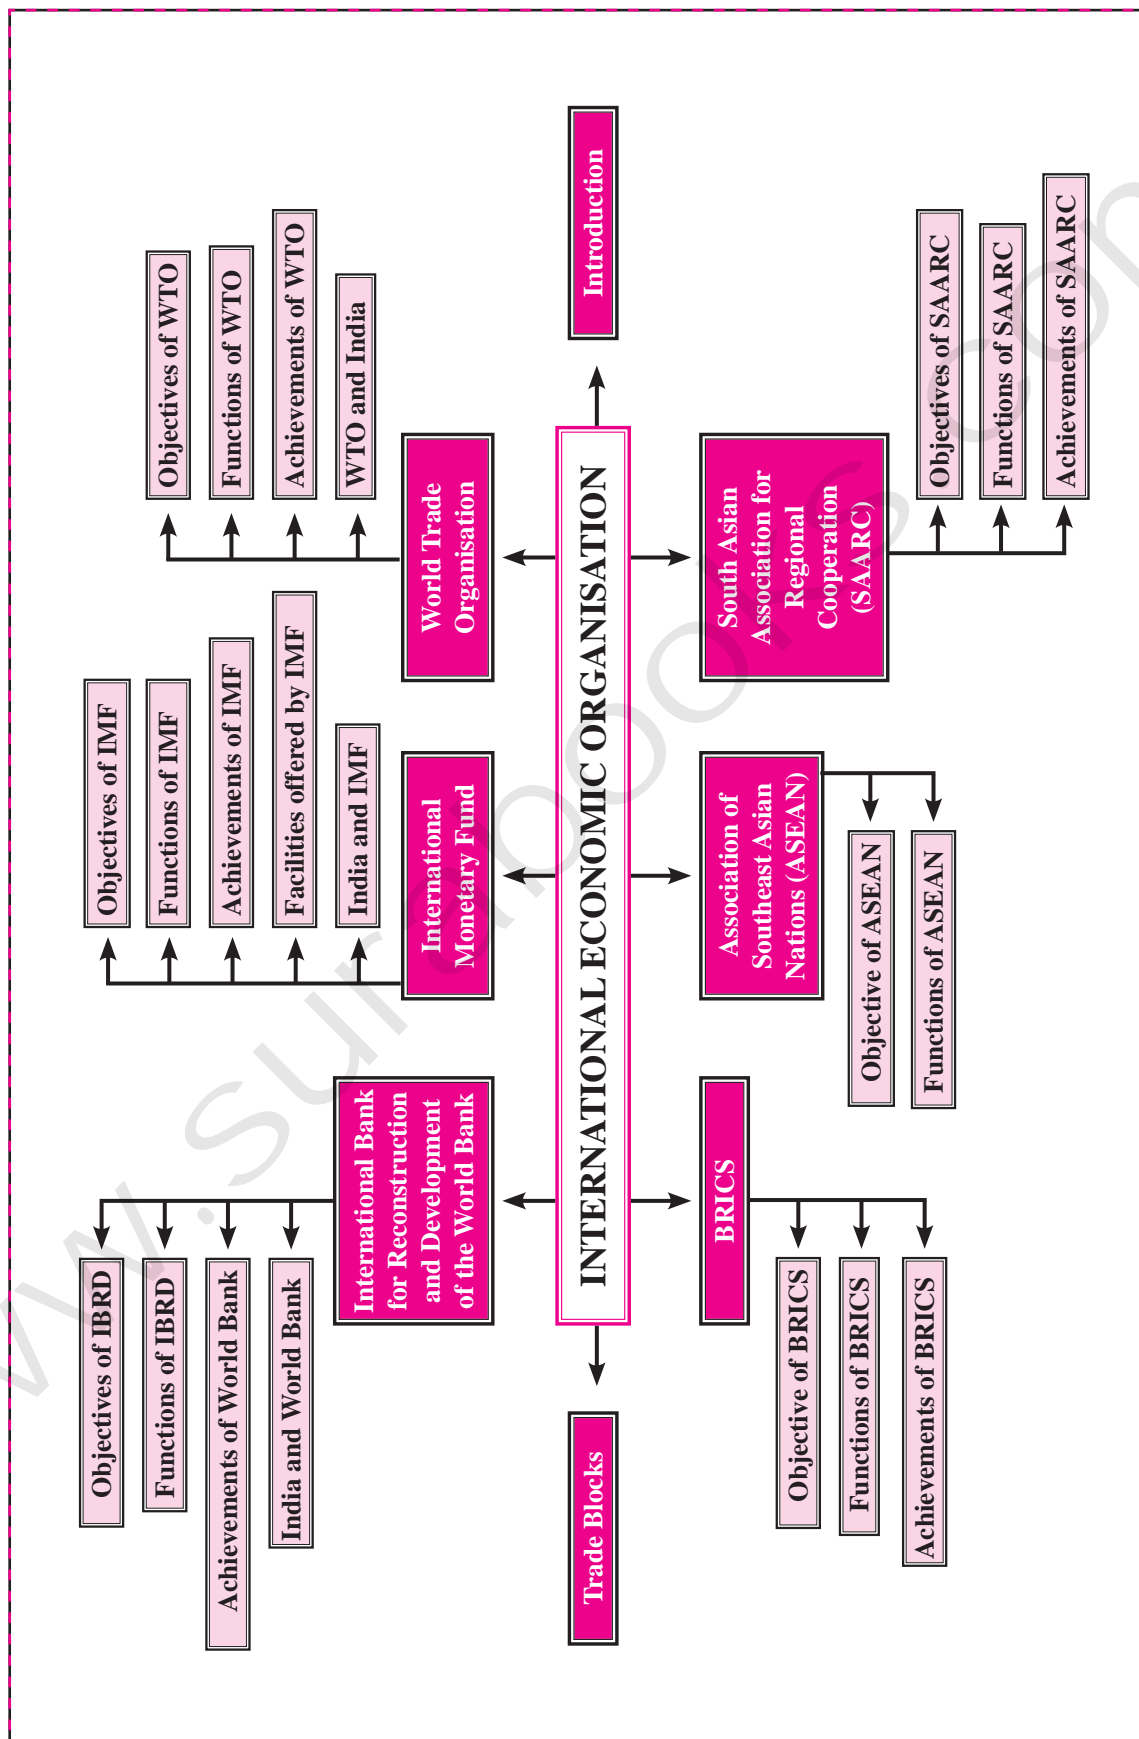 INTERNATIONAL ECONOMIC ORGANISATION
Trade Blocks
Introduction
International Bank
for Reconstruction
and Development
of the World Bank
Objectives of IBRD
Functions of IBRD
Achievements of World Bank
India and World Bank
International
Monetary Fund
Objectives of IMF
Functions of IMF
Achievements of IMF
Facilities offered by IMF
India and IMF
World Trade
Organisation
Objectives of WTO
Functions of WTO
Achievements of WTO
WTO and India
BRICS
Objective of BRICS
Functions of BRICS
Achievements of BRICS
Association of
Southeast Asian
Nations (ASEAN)
Objective of ASEAN
Functions of ASEAN
South Asian
Association for
Regional
Cooperation
(SAARC)
Objectives of SAARC
Functions of SAARC
Achievements of SAARC